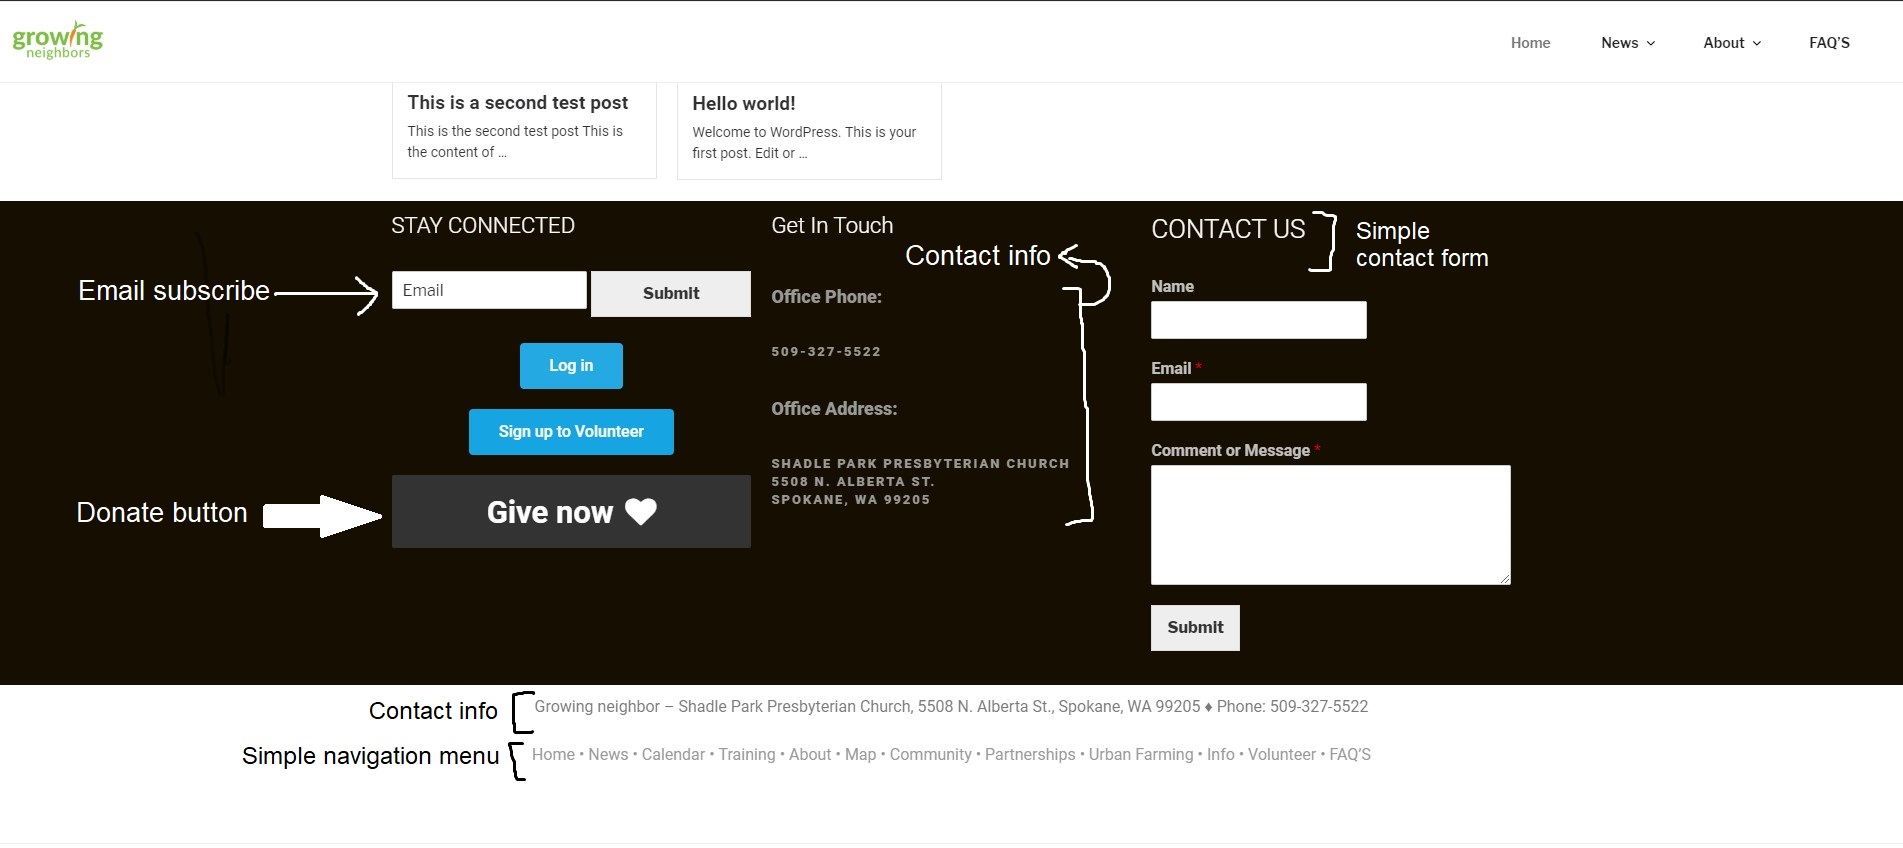 growing
neighbors
Home News About FAQ'S
This is a second test post
This is the second test post This is
the content of ...
Hello world!
Welcome to WordPress. This is your
first post. Edit or ...
STAY CONNECTED
Email subscribe
Email
Submit
Log in
Sign up to Volunteer
Donate button
Give now
Get In Touch
Contact info
Office Phone:
509-327-5522
Office Address:
SHADLE PARK PRESBYTERIAN CHURCH
5508 N. ALBERTA ST.
SPOKANE, WA 99205
CONTACT US
Simple
contact form
Name
Email *
Comment or Message *
Submit
Contact info
Growing neighbor – Shadle Park Presbyterian Church, 5508 N. Alberta St., Spokane, WA 99205 ♦ Phone: 509-327-5522
Simple navigation menu
Home • News • Calendar • Training • About • Map • Community • Partnerships • Urban Farming • Info • Volunteer • FAQ'S